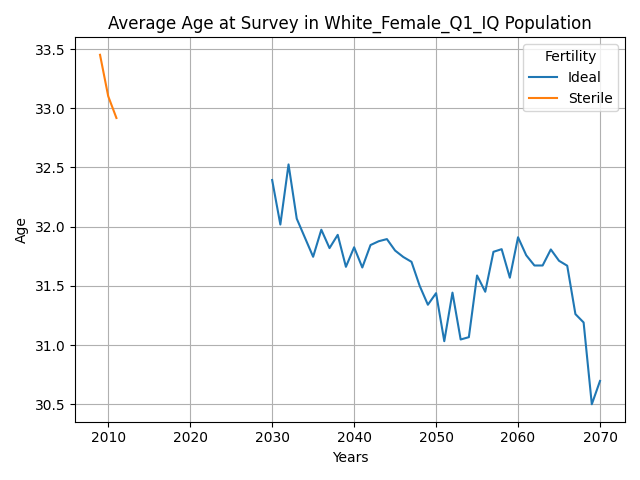 Average Age at Survey in White_Female_Q1_IQ Population
Fertility
Ideal
Sterile
33.5
33.0
32.5
32.0
31.5
31.0
30.5
Age
2010 2020 2030 2040 2050 2060 2070
Years